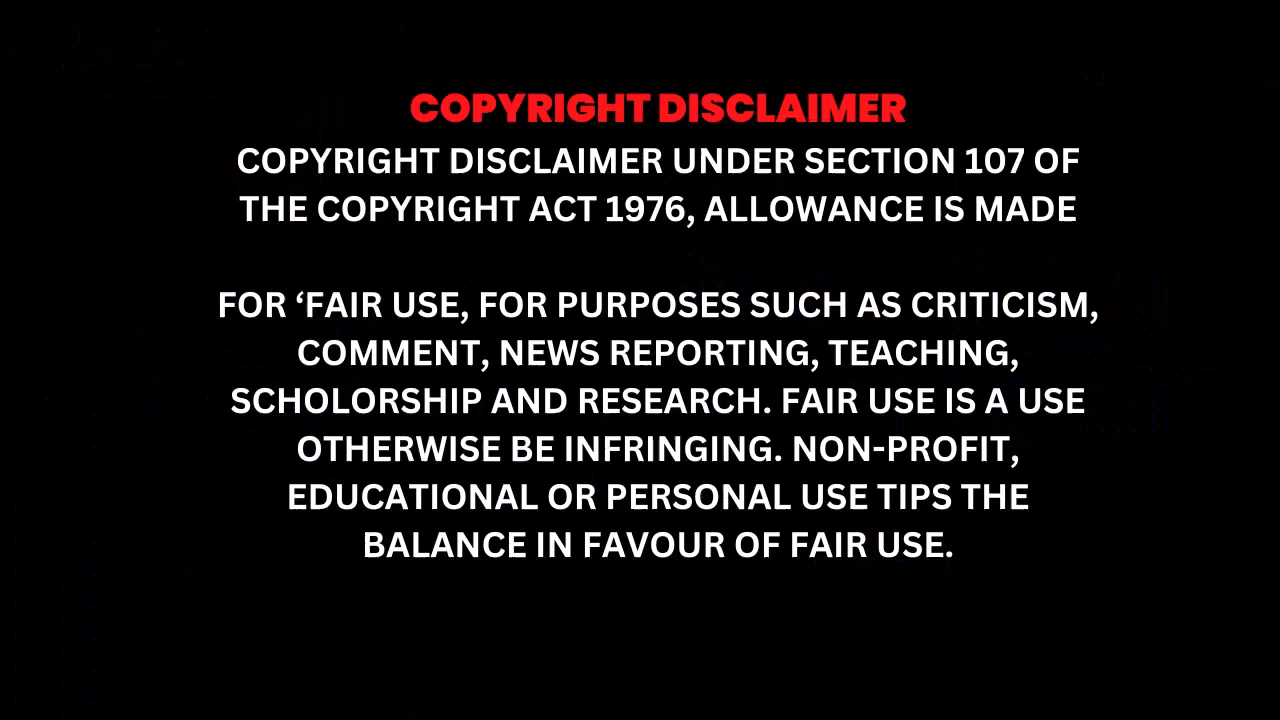 COPYRIGHT DISCLAIMER
COPYRIGHT DISCLAIMER UNDER SECTION 107 OF
THE COPYRIGHT ACT 1976, ALLOWANCE IS MADE
FOR ‘FAIR USE, FOR PURPOSES SUCH AS CRITICISM,
COMMENT, NEWS REPORTING, TEACHING,
SCHOLORSHIP AND RESEARCH. FAIR USE IS A USE
OTHERWISE BE INFRINGING. NON-PROFIT,
EDUCATIONAL OR PERSONAL USE TIPS THE
BALANCE IN FAVOUR OF FAIR USE.